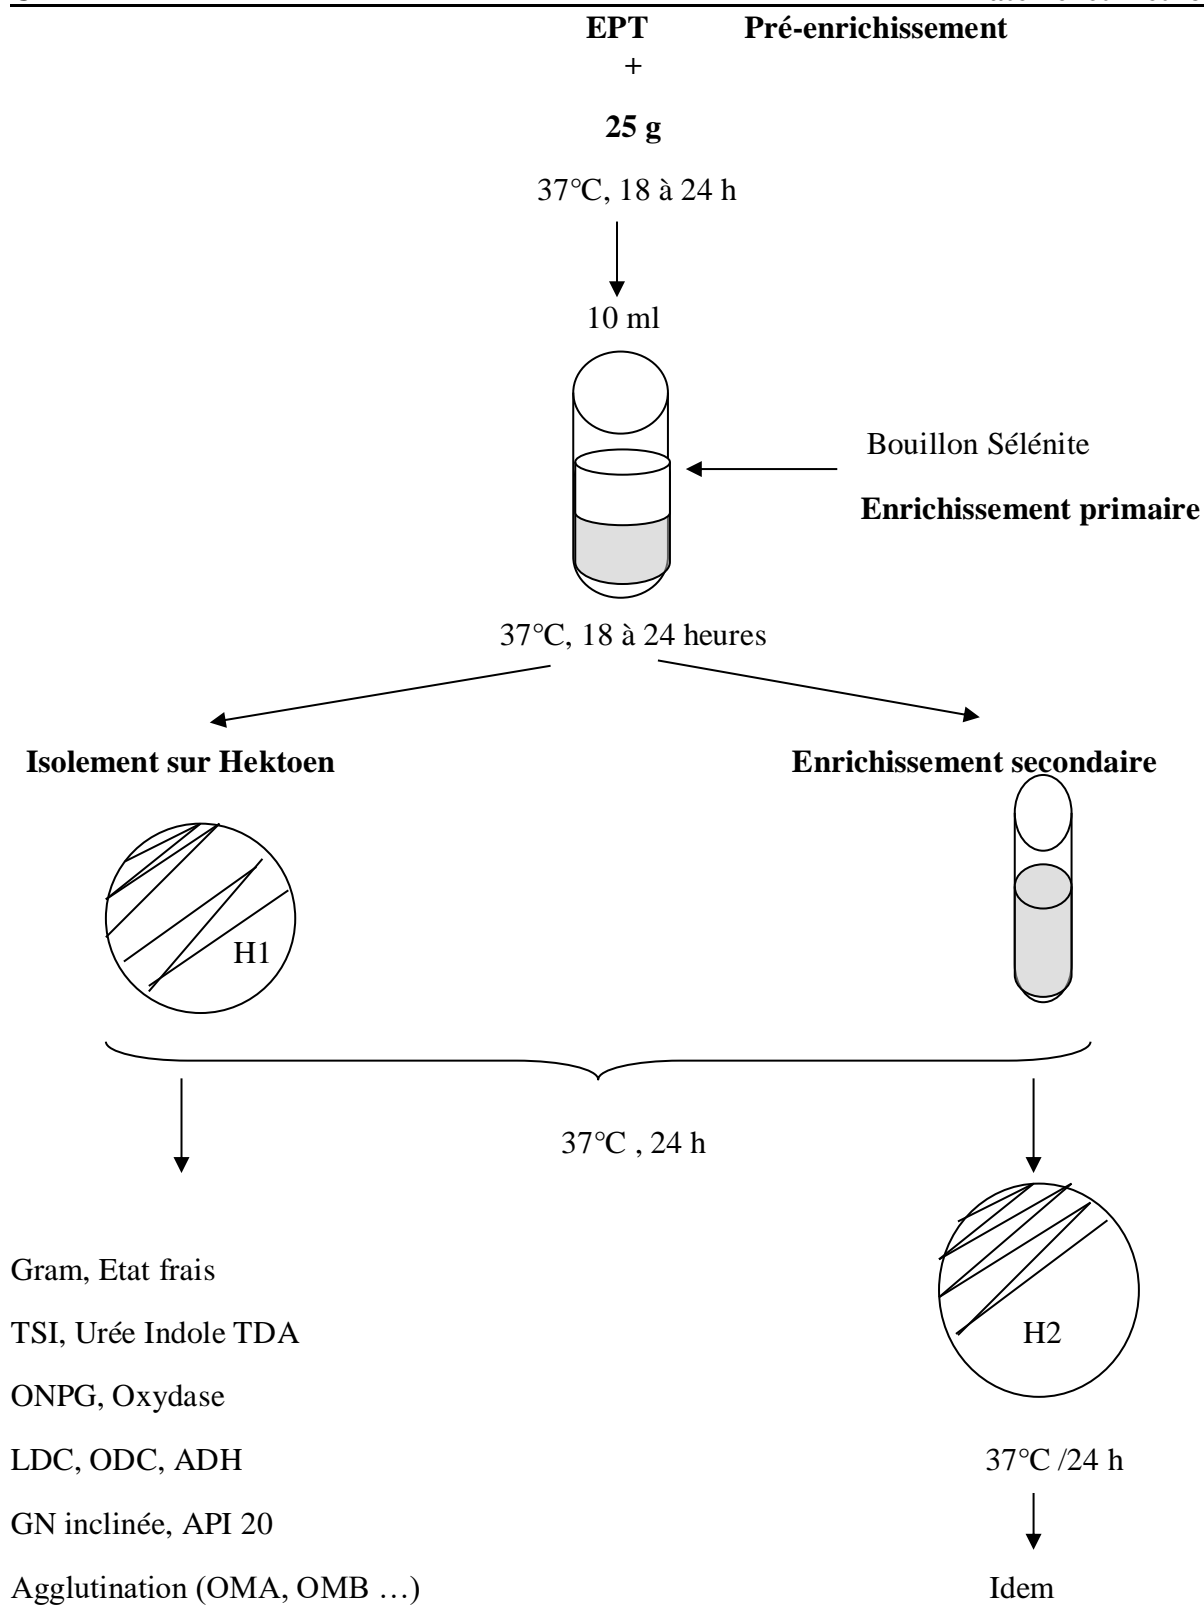 EPT Pré-enrichissement
+
25 g
37°C, 18 à 24 h
10 ml
Bouillon Sélénite
Enrichissement primaire
37°C, 18 à 24 heures
Isolement sur Hektoen
Enrichissement secondaire
H1
37°C , 24 h
Gram, Etat frais
TSI, Urée Indole TDA
H2
ONPG, Oxydase
LDC, ODC, ADH
37°C /24 h
GN inclinée, API 20
Agglutination (OMA, OMB …)
Idem